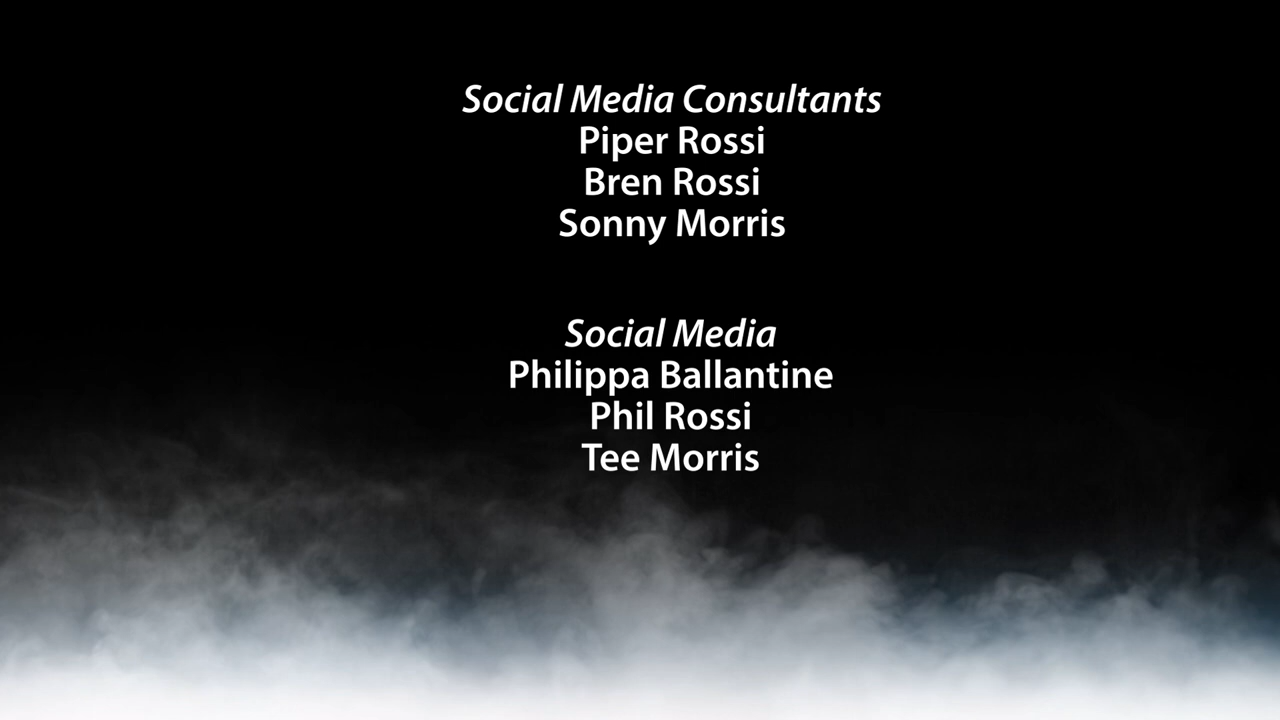 Social Media Consultants
Piper Rossi
Bren Rossi
Sonny Morris
Social Media
Philippa Ballantine
Phil Rossi
Tee Morris